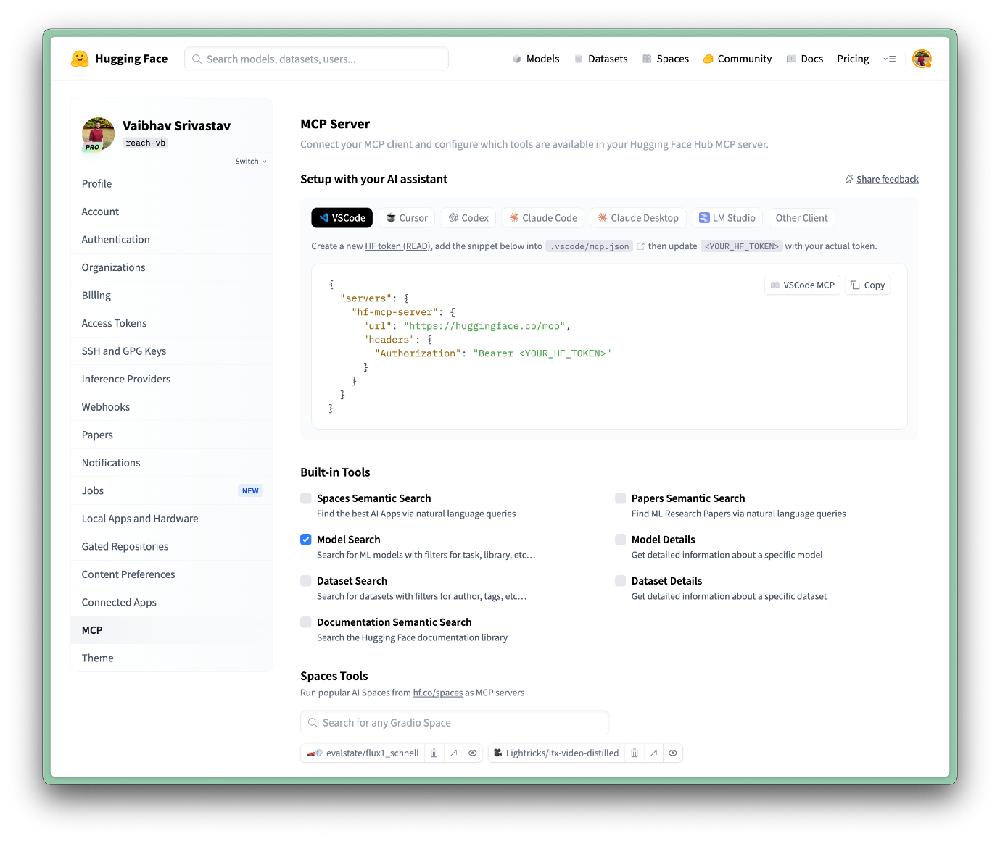 Hugging Face
Search models, datasets, users...
Models
Datasets
Spaces
Community
Docs
Pricing
Vaibhav Srivastav
PRO
reach-vb
Switch
Profile
Account
Authentication
Organizations
Billing
Access Tokens
SSH and GPG Keys
Inference Providers
Webhooks
Papers
Notifications
Jobs
NEW
Local Apps and Hardware
Gated Repositories
Content Preferences
Connected Apps
MCP
Theme
MCP Server
Connect your MCP client and configure which tools are available in your Hugging Face Hub MCP server.
Setup with your AI assistant
Share feedback
VSCode
Cursor
Codex
Claude Code
Claude Desktop
LM Studio
Other Client
Create a new HF token (READ), add the snippet below into .vscode/mcp.json then update <YOUR_HF_TOKEN> with your actual token.
VSCode MCP
Copy
{
"servers": {
"hf-mcp-server": {
"url": "https://huggingface.co/mcp",
"headers": {
"Authorization": "Bearer <YOUR_HF_TOKEN>"
}
}
}
}
Built-in Tools
Spaces Semantic Search
Find the best AI Apps via natural language queries
Papers Semantic Search
Find ML Research Papers via natural language queries
Model Search
Search for ML models with filters for task, library, etc…
Model Details
Get detailed information about a specific model
Dataset Search
Search for datasets with filters for author, tags, etc…
Dataset Details
Get detailed information about a specific dataset
Documentation Semantic Search
Search the Hugging Face documentation library
Spaces Tools
Run popular AI Spaces from hf.co/spaces as MCP servers
Search for any Gradio Space
evalstate/flux1_schnell
Lightricks/ltx-video-distilled